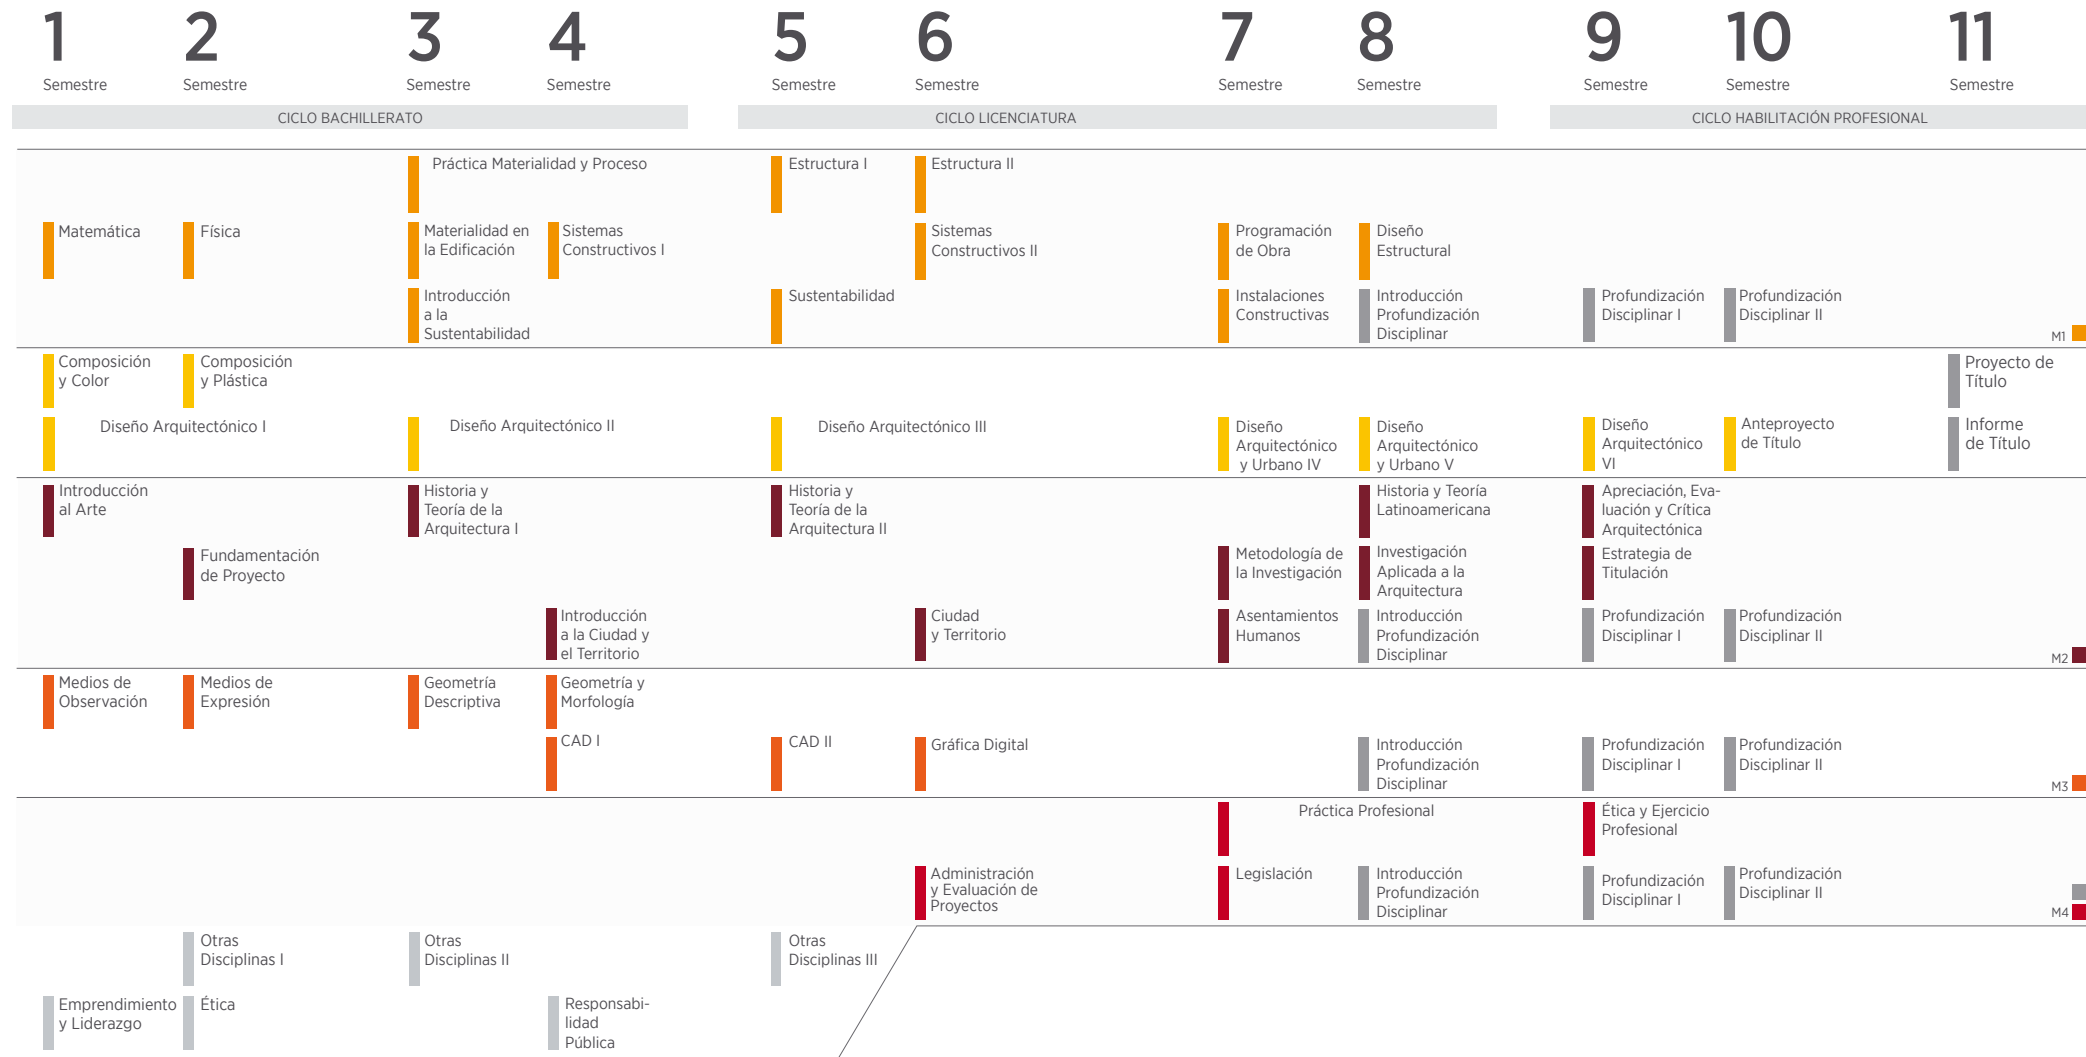 1 2 3 4 5 6 7 8 9 10 11
Semestre Semestre Semestre Semestre Semestre Semestre Semestre Semestre Semestre Semestre Semestre
CICLO BACHILLERATO CICLO LICENCIATURA CICLO HABILITACIÓN PROFESIONAL
Práctica Materialidad y Proceso
Estructura I
Estructura II
Matemática
Física
Materialidad en
la Edificación
Sistemas
Constructivos I
Sistemas
Constructivos II
Programación
de Obra
Diseño
Estructural
Introducción
a la
Sustentabilidad
Sustentabilidad
Instalaciones
Constructivas
Introducción
Profundización
Disciplinar
Profundización
Disciplinar I
Profundización
Disciplinar II
M1
Composición
y Color
Composición
y Plástica
Proyecto de
Título
Diseño Arquitectónico I
Diseño Arquitectónico II
Diseño Arquitectónico III
Diseño
Arquitectónico
y Urbano IV
Diseño
Arquitectónico
y Urbano V
Diseño
Arquitectónico
VI
Anteproyecto
de Título
Informe
de Título
Introducción
al Arte
Historia y
Teoría de la
Arquitectura I
Historia y
Teoría de la
Arquitectura II
Historia y Teoría
Latinoamericana
Apreciación, Eva-
luación y Crítica
Arquitectónica
Fundamentación
de Proyecto
Metodología de
la Investigación
Investigación
Aplicada a la
Arquitectura
Estrategia de
Titulación
Introducción
a la Ciudad y
el Territorio
Ciudad
y Territorio
Asentamientos
Humanos
Introducción
Profundización
Disciplinar
Profundización
Disciplinar I
Profundización
Disciplinar II
M2
Medios de
Observación
Medios de
Expresión
Geometría
Descriptiva
Geometría y
Morfología
CAD I
CAD II
Gráfica Digital
Introducción
Profundización
Disciplinar
Profundización
Disciplinar I
Profundización
Disciplinar II
M3
Práctica Profesional
Ética y Ejercicio
Profesional
Administración
y Evaluación de
Proyectos
Legislación
Introducción
Profundización
Disciplinar
Profundización
Disciplinar I
Profundización
Disciplinar II
M4
Otras
Disciplinas I
Otras
Disciplinas II
Otras
Disciplinas III
Emprendimiento
y Liderazgo
Ética
Responsabi-
lidad
Pública